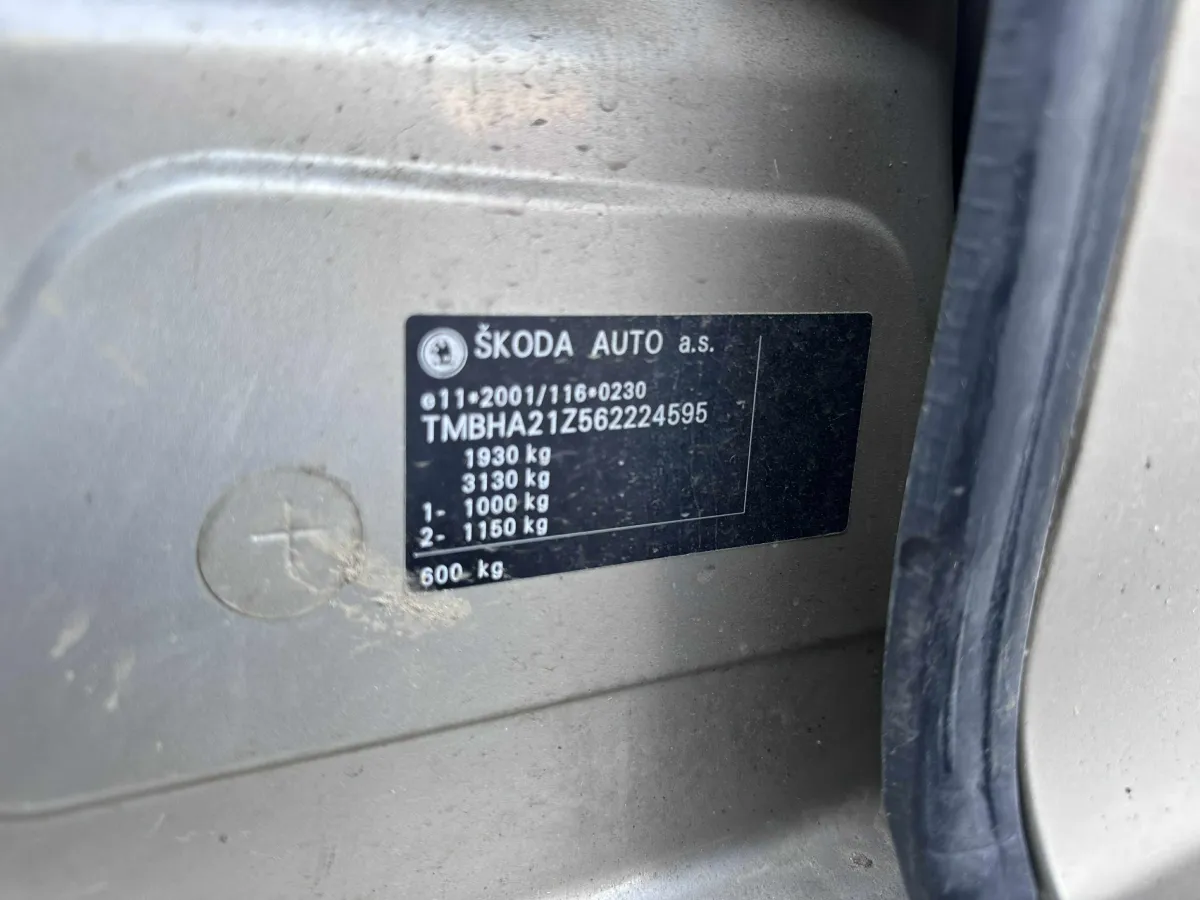 ŠKODA AUTO a.s.
e11*2001/116*0230
TMBHA21Z562224595
1930 kg
3130 kg
1- 1000 kg
2- 1150 kg
600 kg